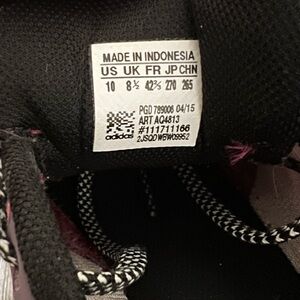 MADE IN INDONESIA
US UK FR JP CHN
10 8½ 42⅔ 270 265
PGD 789006 04/15
ART AQ4813
#111711166
adidas